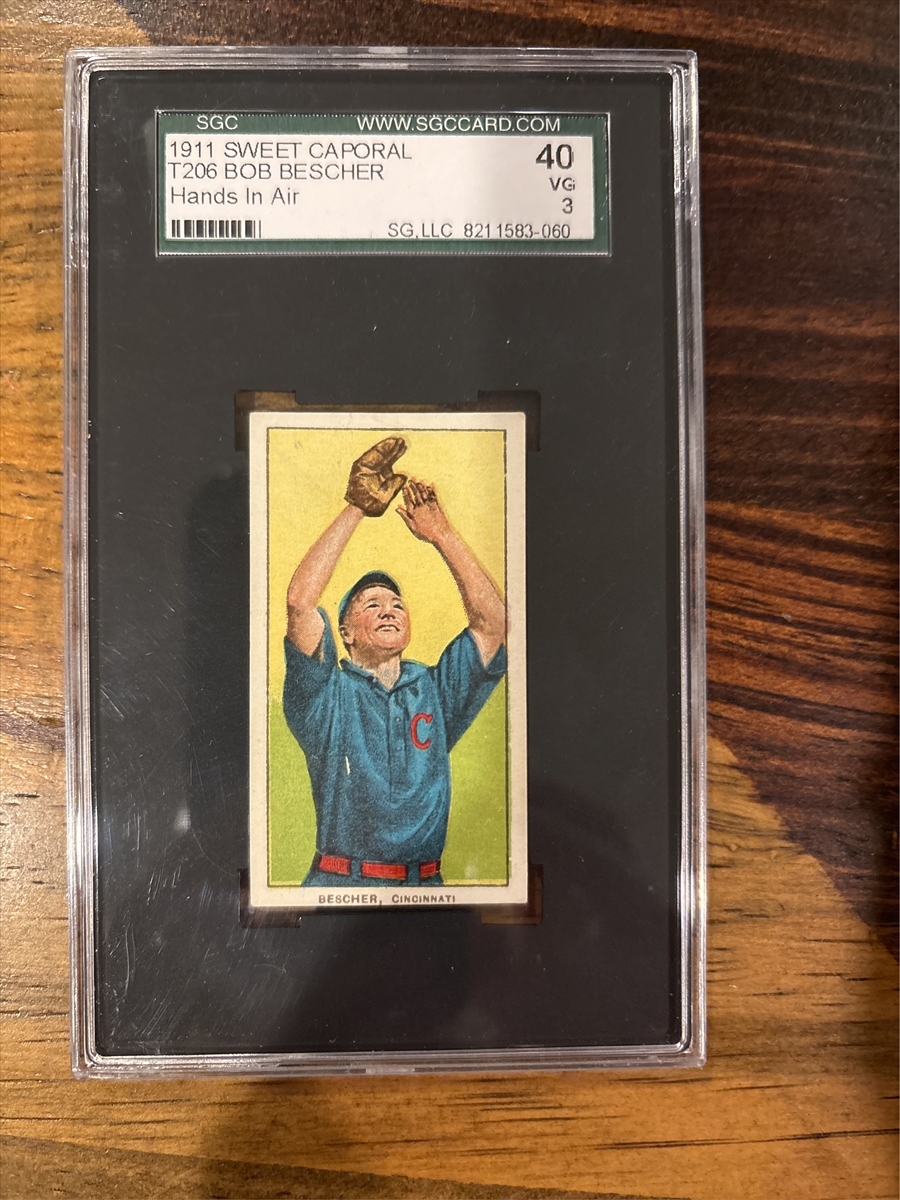 SGC WWW.SGCCARD.COM
1911 SWEET CAPORAL 40
T206 BOB BESCHER VG
Hands In Air 3
SG,LLC 8211583-060
C
BESCHER, CINCINNATI